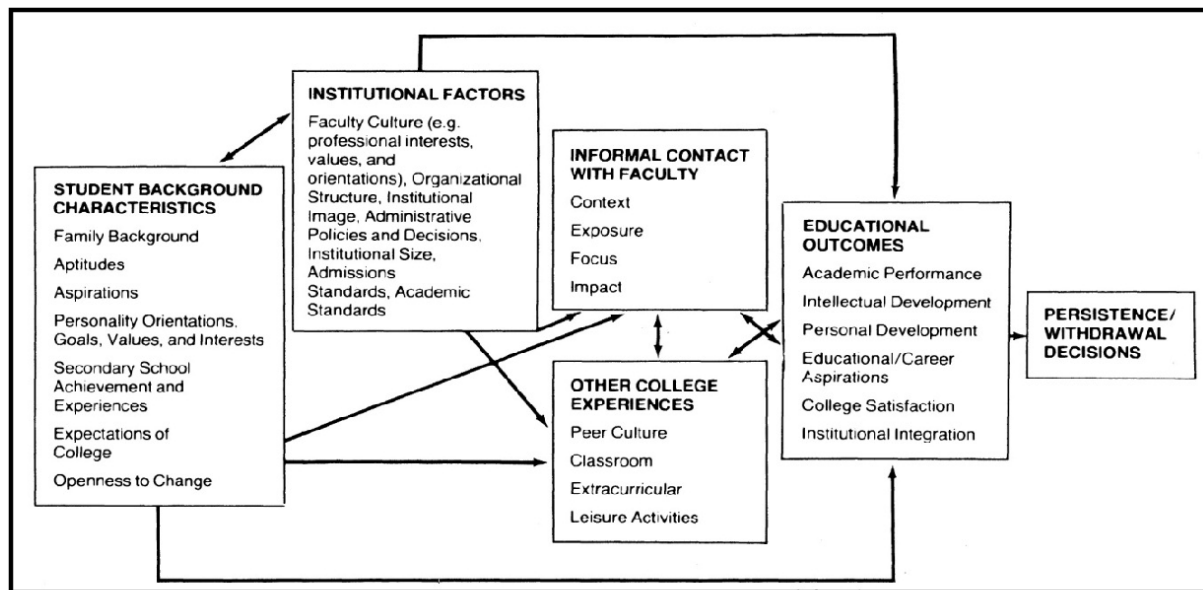 INSTITUTIONAL FACTORS
Faculty Culture (e.g.
professional interests,
values, and
orientations), Organizational
Structure, Institutional
Image, Administrative
Policies and Decisions,
Institutional Size,
Admissions
Standards, Academic
Standards
STUDENT BACKGROUND
CHARACTERISTICS
Family Background
Aptitudes
Aspirations
Personality Orientations.
Goals, Values, and Interests
Secondary School
Achievement and
Experiences
Expectations of
College
Openness to Change
INFORMAL CONTACT
WITH FACULTY
Context
Exposure
Focus
Impact
OTHER COLLEGE
EXPERIENCES
Peer Culture
Classroom
Extracurricular
Leisure Activities
EDUCATIONAL
OUTCOMES
Academic Performance
Intellectual Development
Personal Development
Educational/Career
Aspirations
College Satisfaction
Institutional Integration
PERSISTENCE/
WITHDRAWAL
DECISIONS